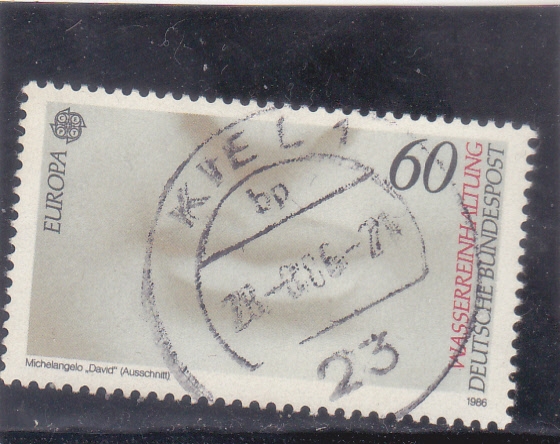 EUROPA
60
WASSERREINHALTUNG
DEUTSCHE BUNDESPOST
KIEL 1
bp
23
Michelangelo „David“ (Ausschnitt)
1986